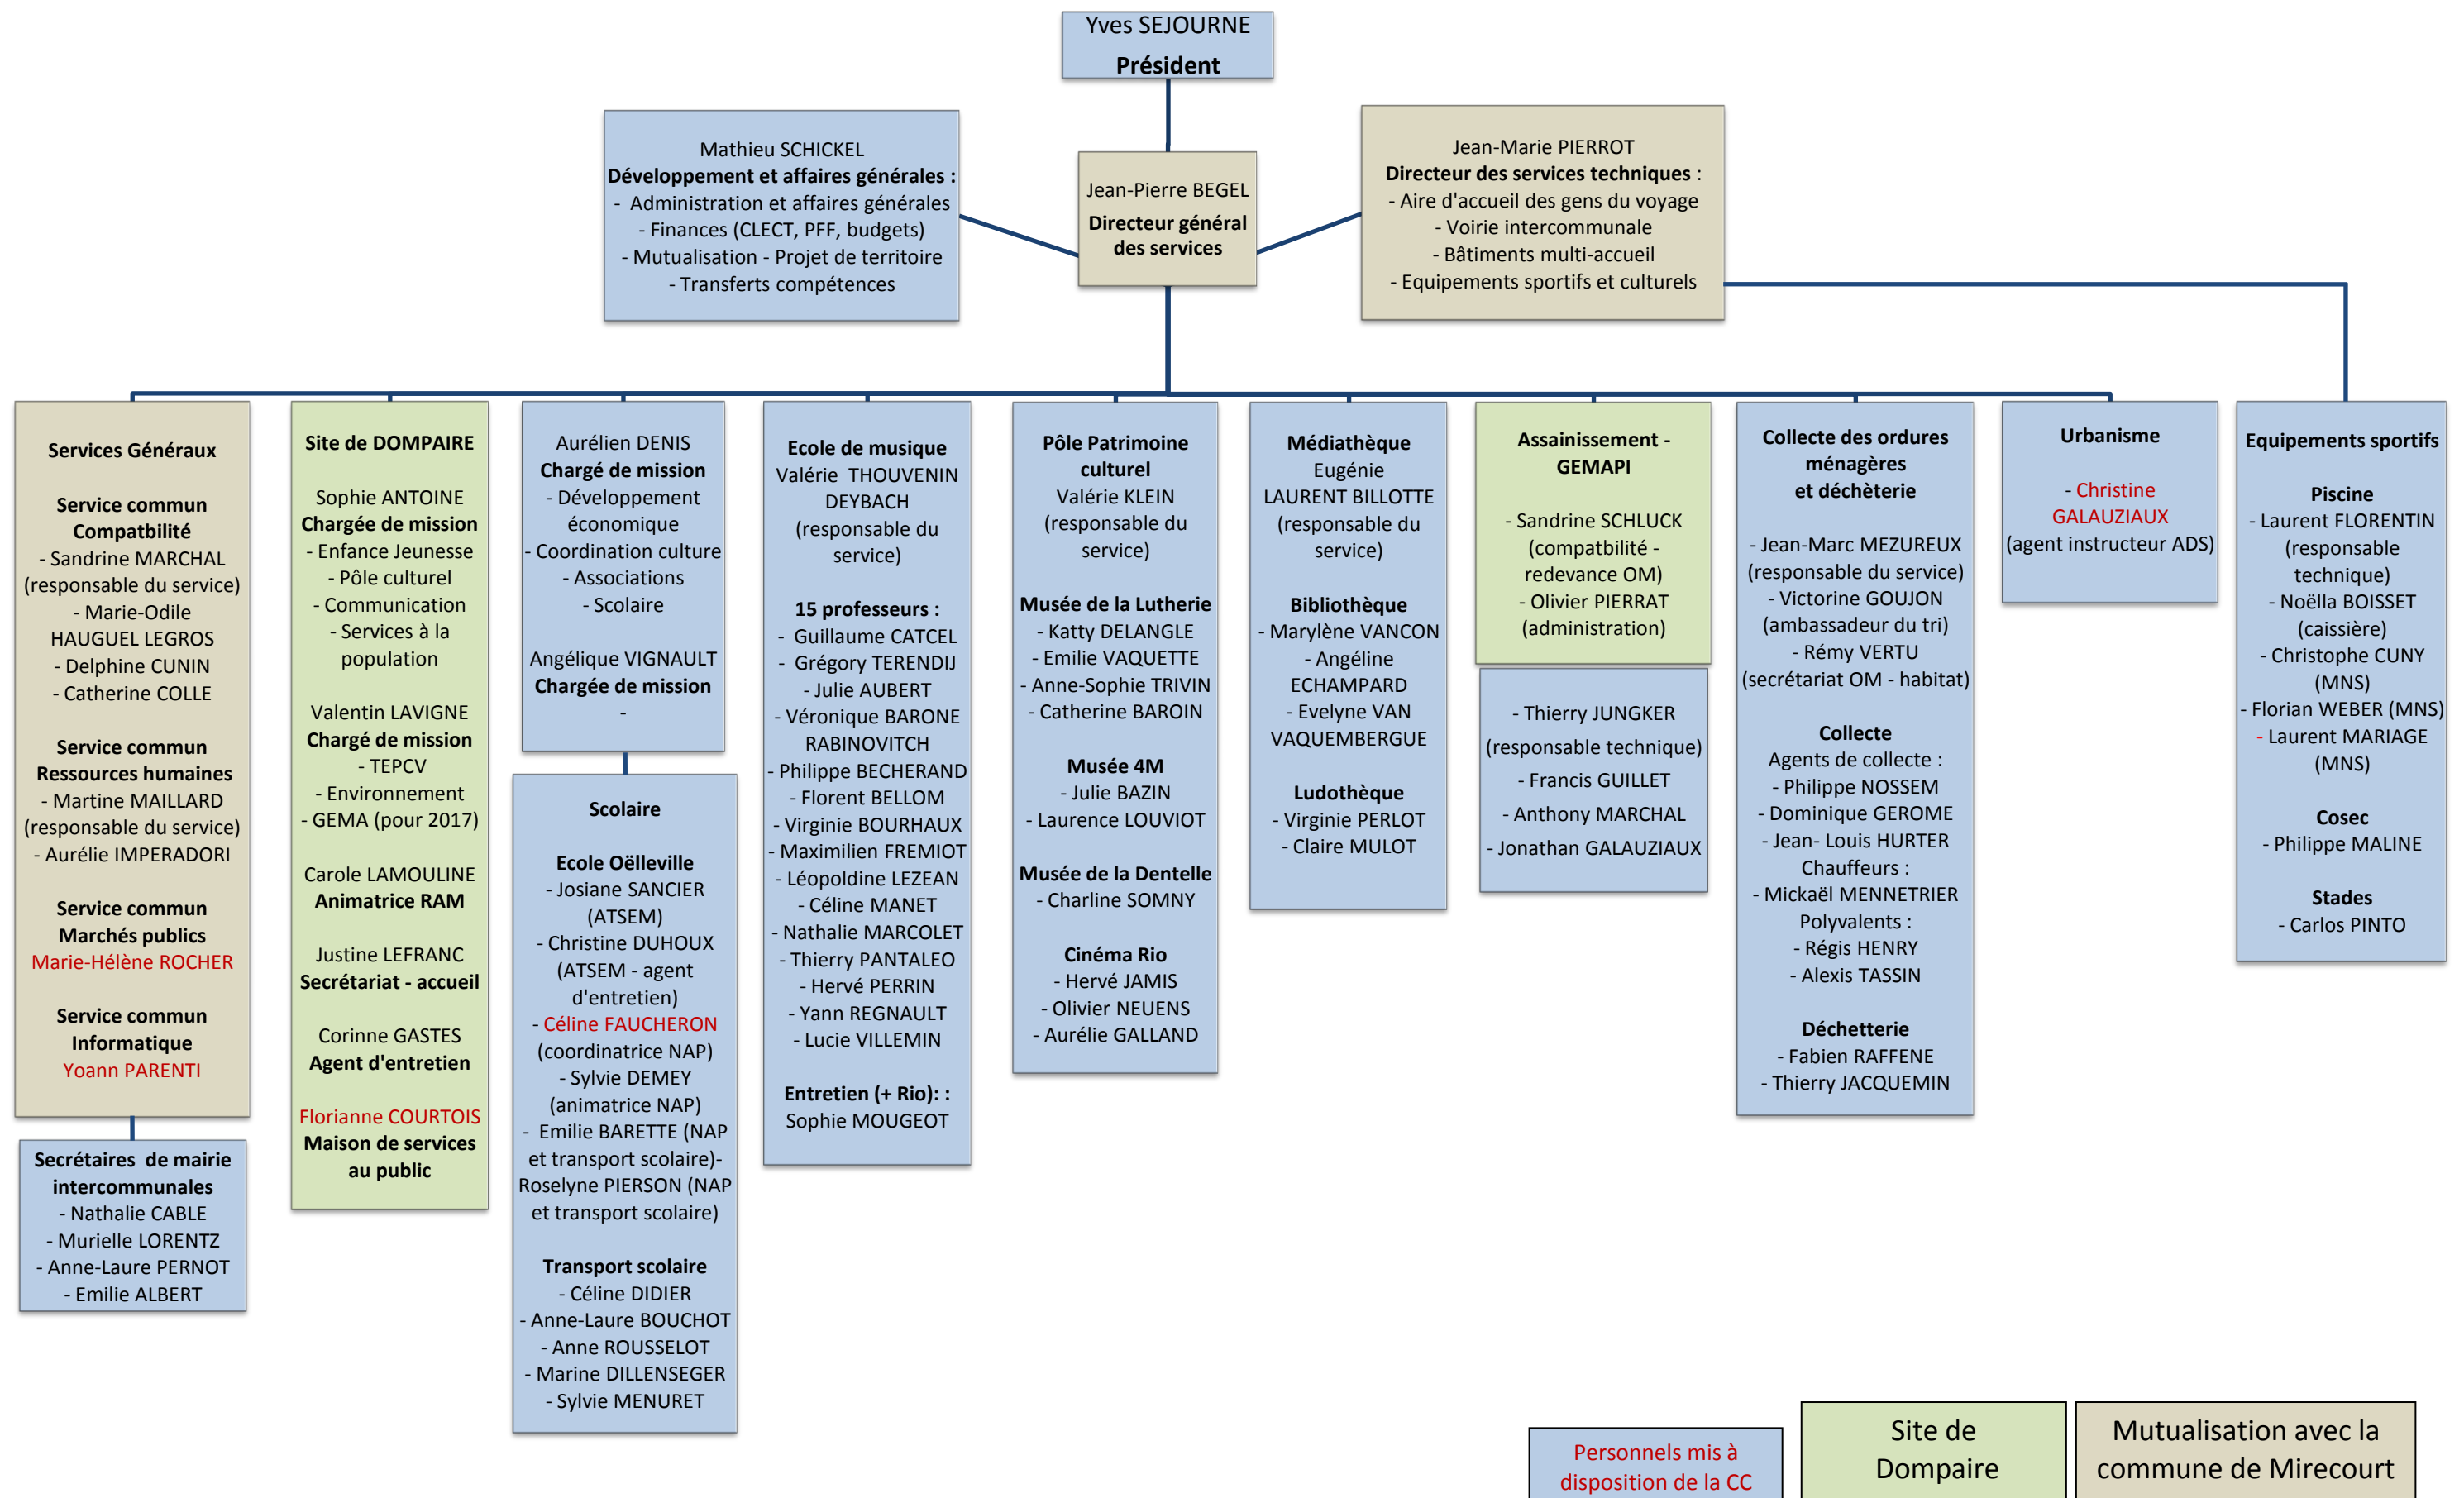 Yves SEJOURNE
Président
Mathieu SCHICKEL
Développement et affaires générales :
- Administration et affaires générales
- Finances (CLECT, PFF, budgets)
- Mutualisation - Projet de territoire
- Transferts compétences
Jean-Pierre BEGEL
Directeur général
des services
Jean-Marie PIERROT
Directeur des services techniques :
- Aire d'accueil des gens du voyage
- Voirie intercommunale
- Bâtiments multi-accueil
- Equipements sportifs et culturels
Services Généraux
Service commun
Compatbilité
- Sandrine MARCHAL
(responsable du service)
- Marie-Odile
HAUGUEL LEGROS
- Delphine CUNIN
- Catherine COLLE
Service commun
Ressources humaines
- Martine MAILLARD
(responsable du service)
- Aurélie IMPERADORI
Service commun
Marchés publics
Marie-Hélène ROCHER
Service commun
Informatique
Yoann PARENTI
Secrétaires de mairie
intercommunales
- Nathalie CABLE
- Murielle LORENTZ
- Anne-Laure PERNOT
- Emilie ALBERT
Site de DOMPAIRE
Sophie ANTOINE
Chargée de mission
- Enfance Jeunesse
- Pôle culturel
- Communication
- Services à la
population
Valentin LAVIGNE
Chargé de mission
- TEPCV
- Environnement
- GEMA (pour 2017)
Carole LAMOULINE
Animatrice RAM
Justine LEFRANC
Secrétariat - accueil
Corinne GASTES
Agent d'entretien
Florianne COURTOIS
Maison de services
au public
Aurélien DENIS
Chargé de mission
- Développement
économique
- Coordination culture
- Associations
- Scolaire
Angélique VIGNAULT
Chargée de mission
-
Scolaire
Ecole Oëlleville
- Josiane SANCIER
(ATSEM)
- Christine DUHOUX
(ATSEM - agent
d'entretien)
- Céline FAUCHERON
(coordinatrice NAP)
- Sylvie DEMEY
(animatrice NAP)
- Emilie BARETTE (NAP
et transport scolaire)-
Roselyne PIERSON (NAP
et transport scolaire)
Transport scolaire
- Céline DIDIER
- Anne-Laure BOUCHOT
- Anne ROUSSELOT
- Marine DILLENSEGER
- Sylvie MENURET
Ecole de musique
Valérie THOUVENIN
DEYBACH
(responsable du
service)
15 professeurs :
- Guillaume CATCEL
- Grégory TERENDIJ
- Julie AUBERT
- Véronique BARONE
RABINOVITCH
- Philippe BECHERAND
- Florent BELLOM
- Virginie BOURHAUX
- Maximilien FREMIOT
- Léopoldine LEZEAN
- Céline MANET
- Nathalie MARCOLET
- Thierry PANTALEO
- Hervé PERRIN
- Yann REGNAULT
- Lucie VILLEMIN
Entretien (+ Rio): :
Sophie MOUGEOT
Pôle Patrimoine
culturel
Valérie KLEIN
(responsable du
service)
Musée de la Lutherie
- Katty DELANGLE
- Emilie VAQUETTE
- Anne-Sophie TRIVIN
- Catherine BAROIN
Musée 4M
- Julie BAZIN
- Laurence LOUVIOT
Musée de la Dentelle
- Charline SOMNY
Cinéma Rio
- Hervé JAMIS
- Olivier NEUENS
- Aurélie GALLAND
Médiathèque
Eugénie
LAURENT BILLOTTE
(responsable du
service)
Bibliothèque
- Marylène VANCON
- Angéline
ECHAMPARD
- Evelyne VAN
VAQUEMBERGUE
Ludothèque
- Virginie PERLOT
- Claire MULOT
Assainissement -
GEMAPI
- Sandrine SCHLUCK
(compatbilité -
redevance OM)
- Olivier PIERRAT
(administration)
- Thierry JUNGKER
(responsable technique)
- Francis GUILLET
- Anthony MARCHAL
- Jonathan GALAUZIAUX
Collecte des ordures
ménagères
et déchèterie
- Jean-Marc MEZUREUX
(responsable du service)
- Victorine GOUJON
(ambassadeur du tri)
- Rémy VERTU
(secrétariat OM - habitat)
Collecte
Agents de collecte :
- Philippe NOSSEM
- Dominique GEROME
- Jean- Louis HURTER
Chauffeurs :
- Mickaël MENNETRIER
Polyvalents :
- Régis HENRY
- Alexis TASSIN
Déchetterie
- Fabien RAFFENE
- Thierry JACQUEMIN
Urbanisme
- Christine
GALAUZIAUX
(agent instructeur ADS)
Equipements sportifs
Piscine
- Laurent FLORENTIN
(responsable
technique)
- Noëlla BOISSET
(caissière)
- Christophe CUNY
(MNS)
- Florian WEBER (MNS)
- Laurent MARIAGE
(MNS)
Cosec
- Philippe MALINE
Stades
- Carlos PINTO
Personnels mis à
disposition de la CC
Site de
Dompaire
Mutualisation avec la
commune de Mirecourt